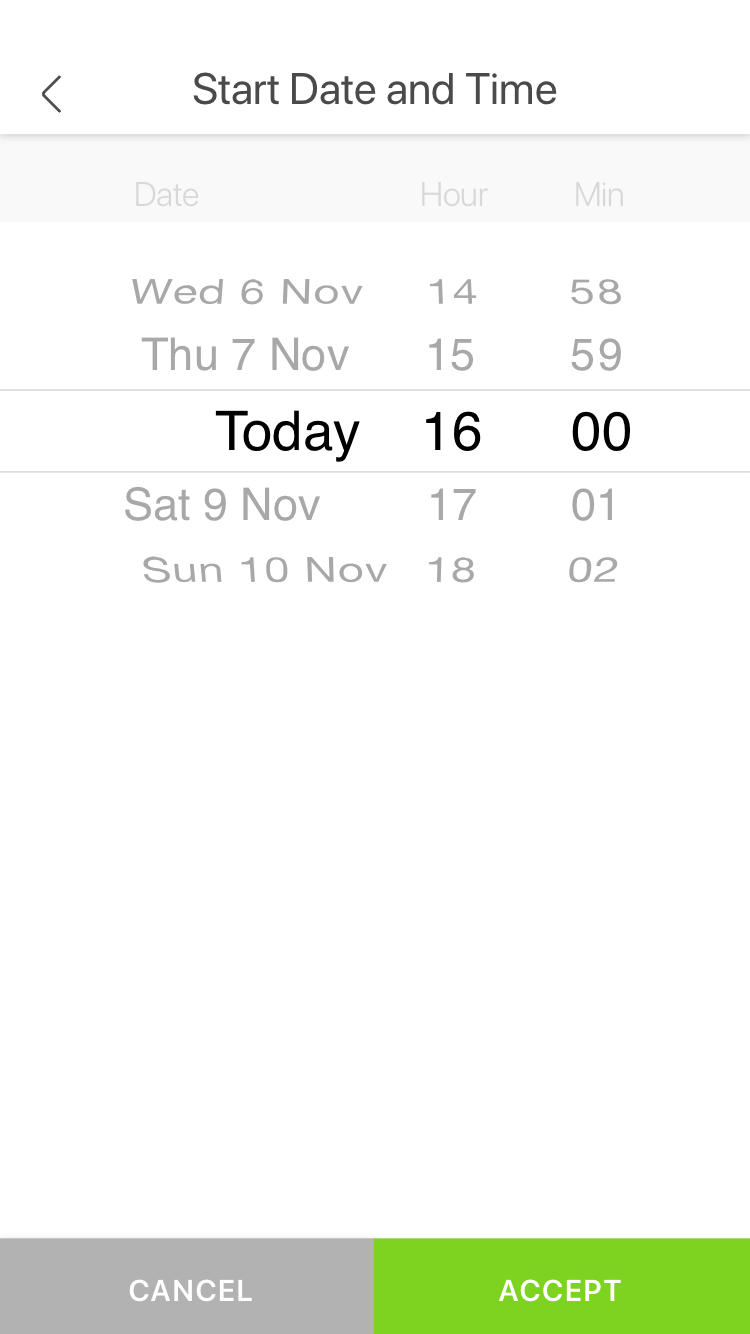 Start Date and Time
Date Hour Min
Wed 6 Nov 14 58
Thu 7 Nov 15 59
Today 16 00
Sat 9 Nov 17 01
Sun 10 Nov 18 02
CANCEL ACCEPT